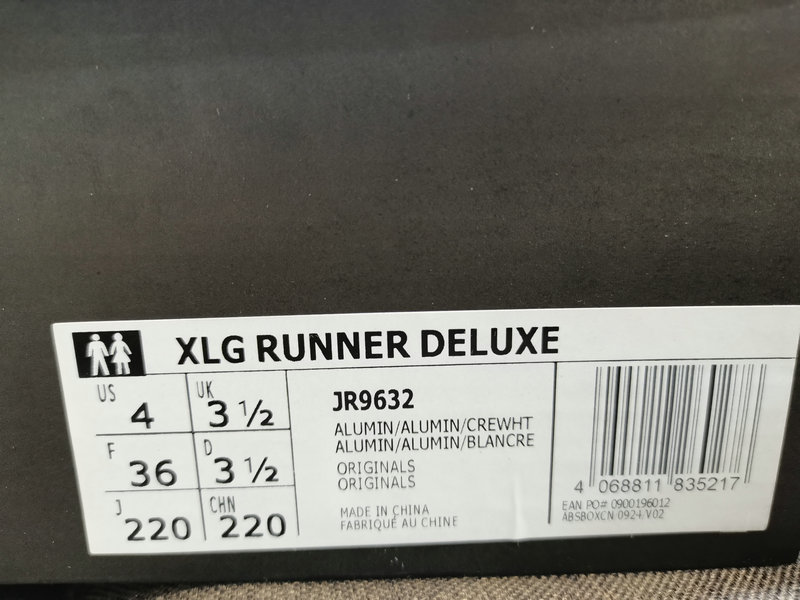 XLG RUNNER DELUXE
US 4 UK 3 ½
F 36 D 3 ½
J 220 CHN 220
JR9632
ALUMIN/ALUMIN/CREWHT
ALUMIN/ALUMIN/BLANCRE
ORIGINALS
ORIGINALS
MADE IN CHINA
FABRIQUÉ AU CHINE
4 068811 835217
EAN PO# 0900196012
ABSBOXCN 0924 V02